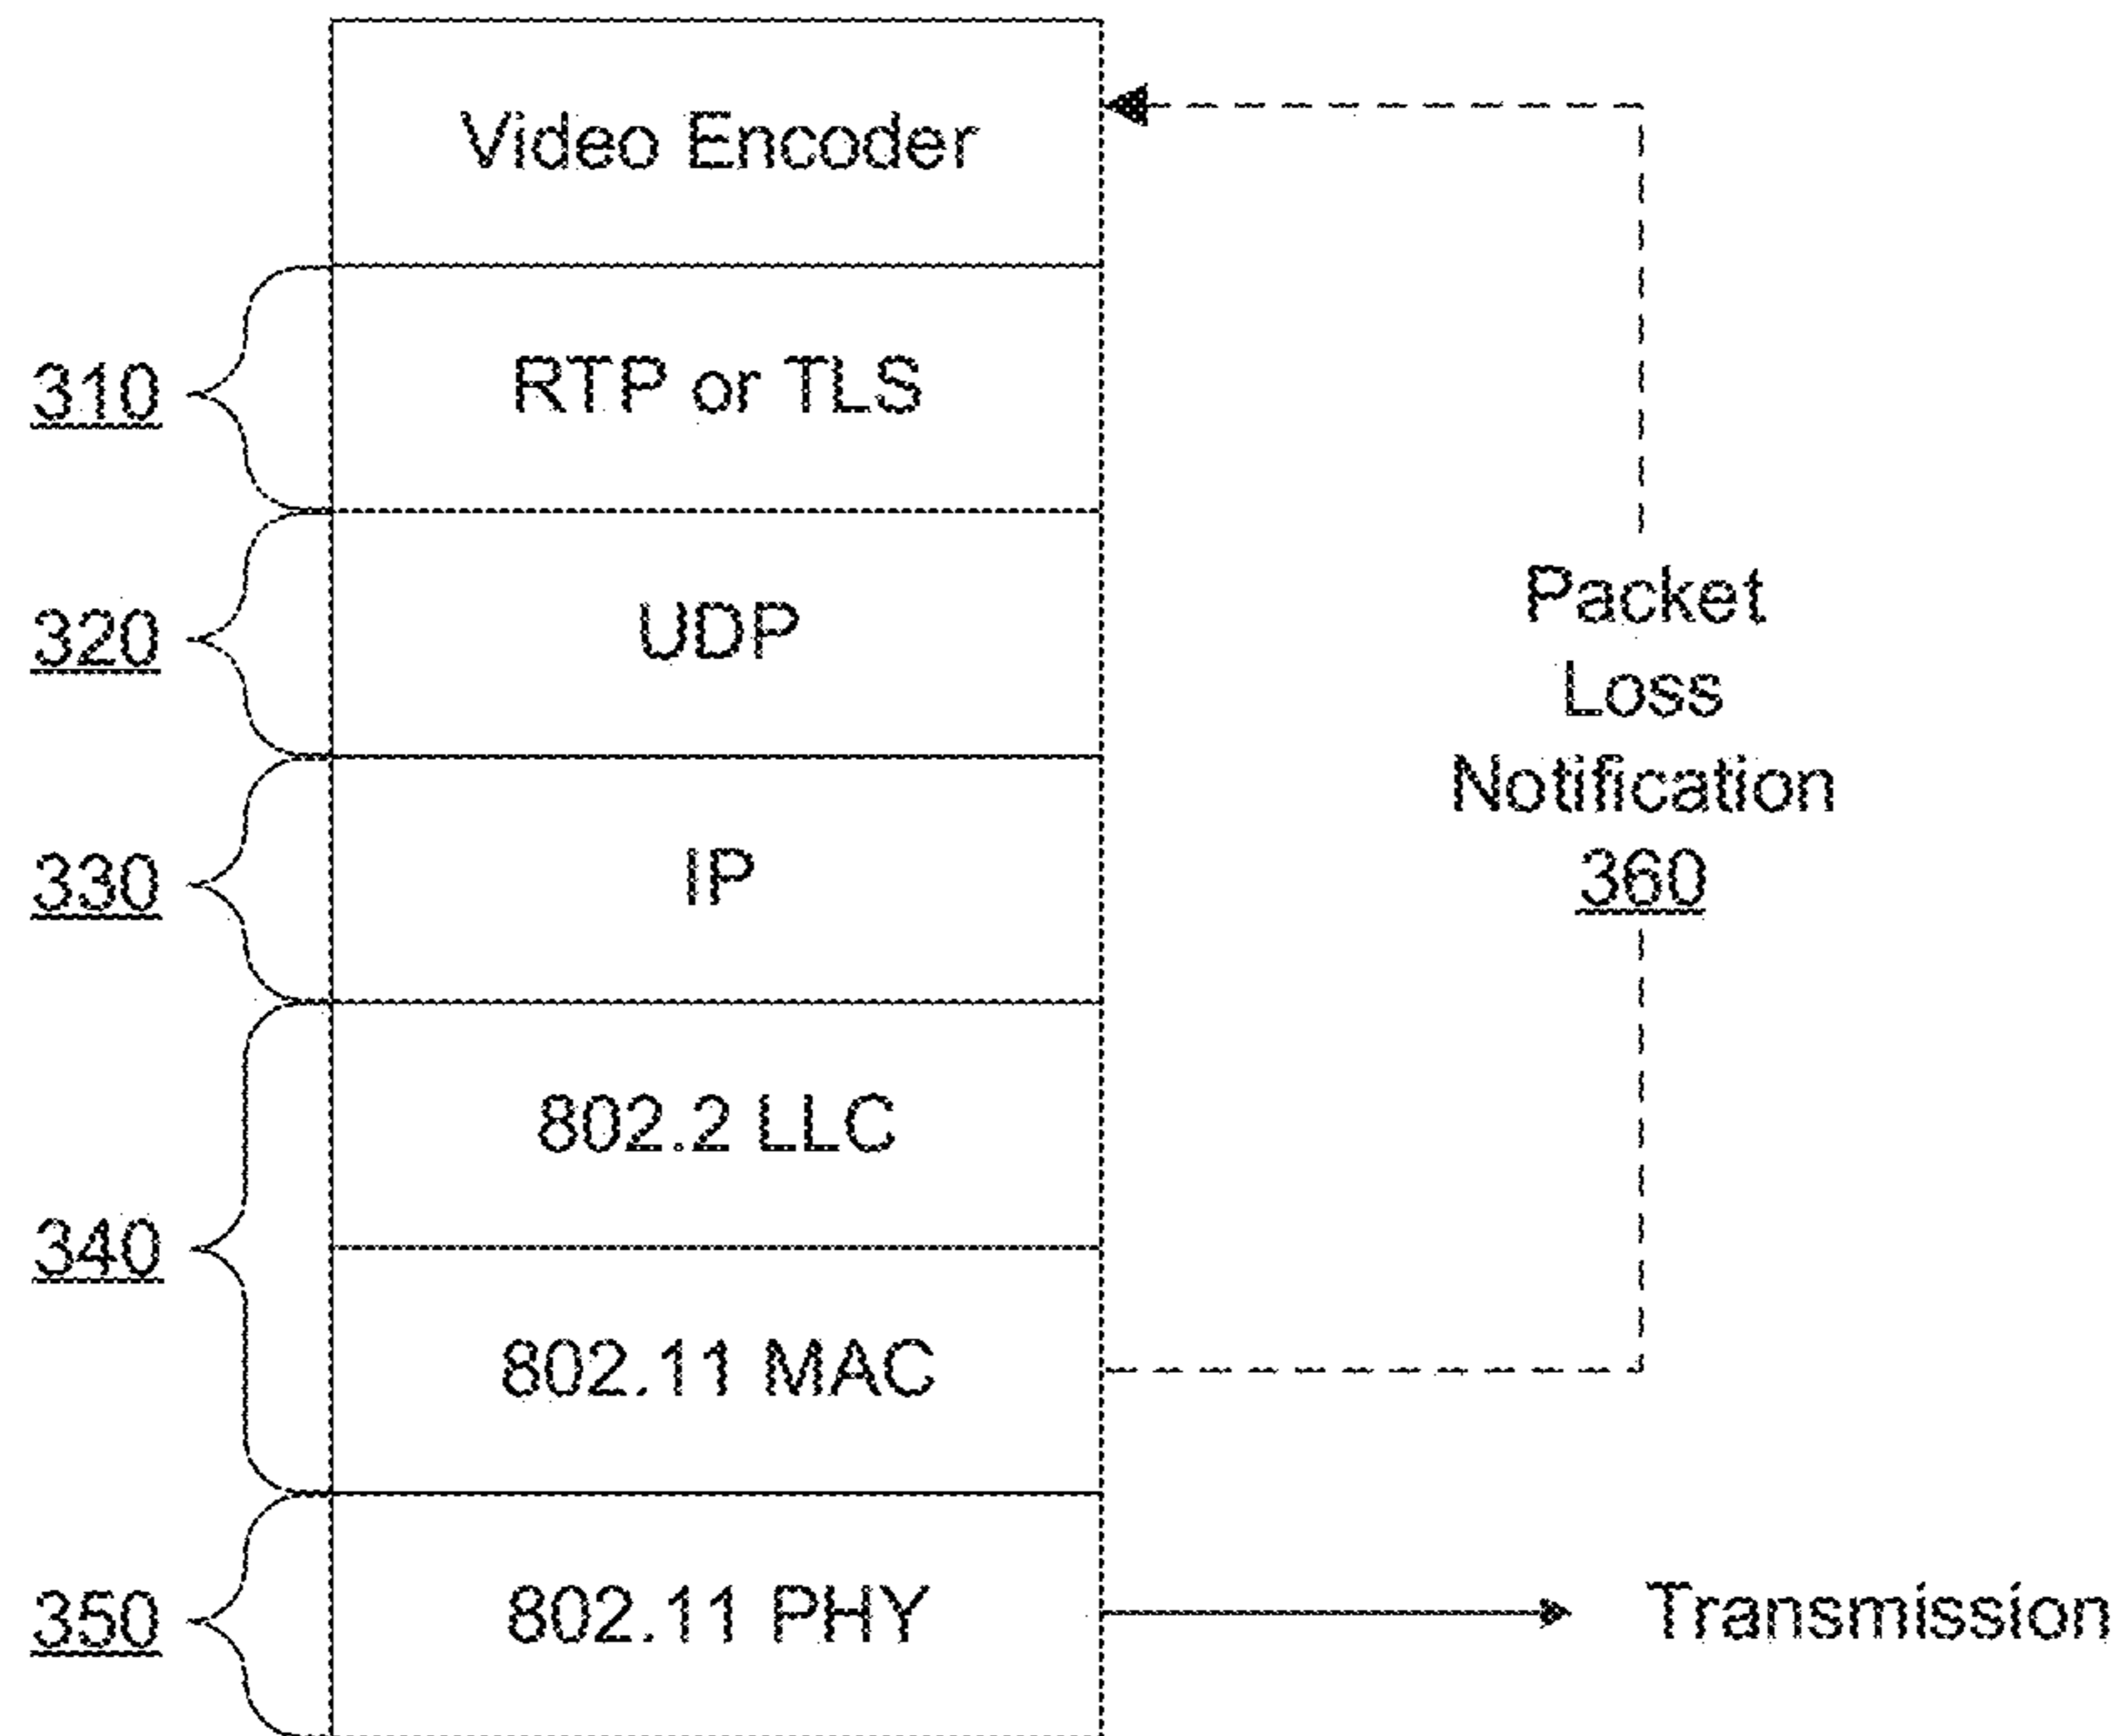 Video Encoder
310
RTP or TLS
320
UDP
330
IP
340
802.2 LLC
802.11 MAC
350
802.11 PHY
Packet
Loss
Notification
360
Transmission